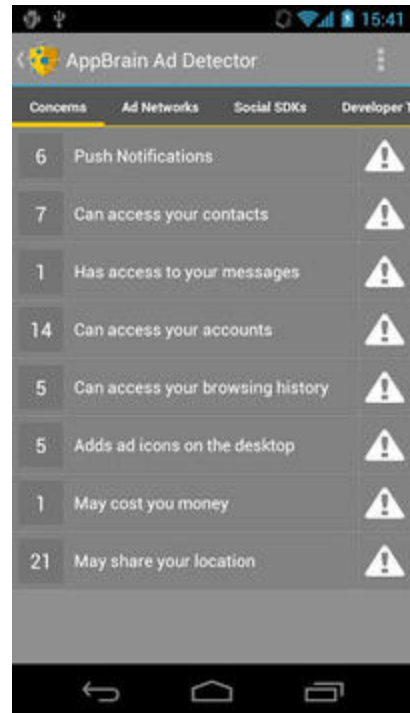 15:41
AppBrain Ad Detector
Concerns Ad Networks Social SDKs Developer T
6 Push Notifications
7 Can access your contacts
1 Has access to your messages
14 Can access your accounts
5 Can access your browsing history
5 Adds ad icons on the desktop
1 May cost you money
21 May share your location